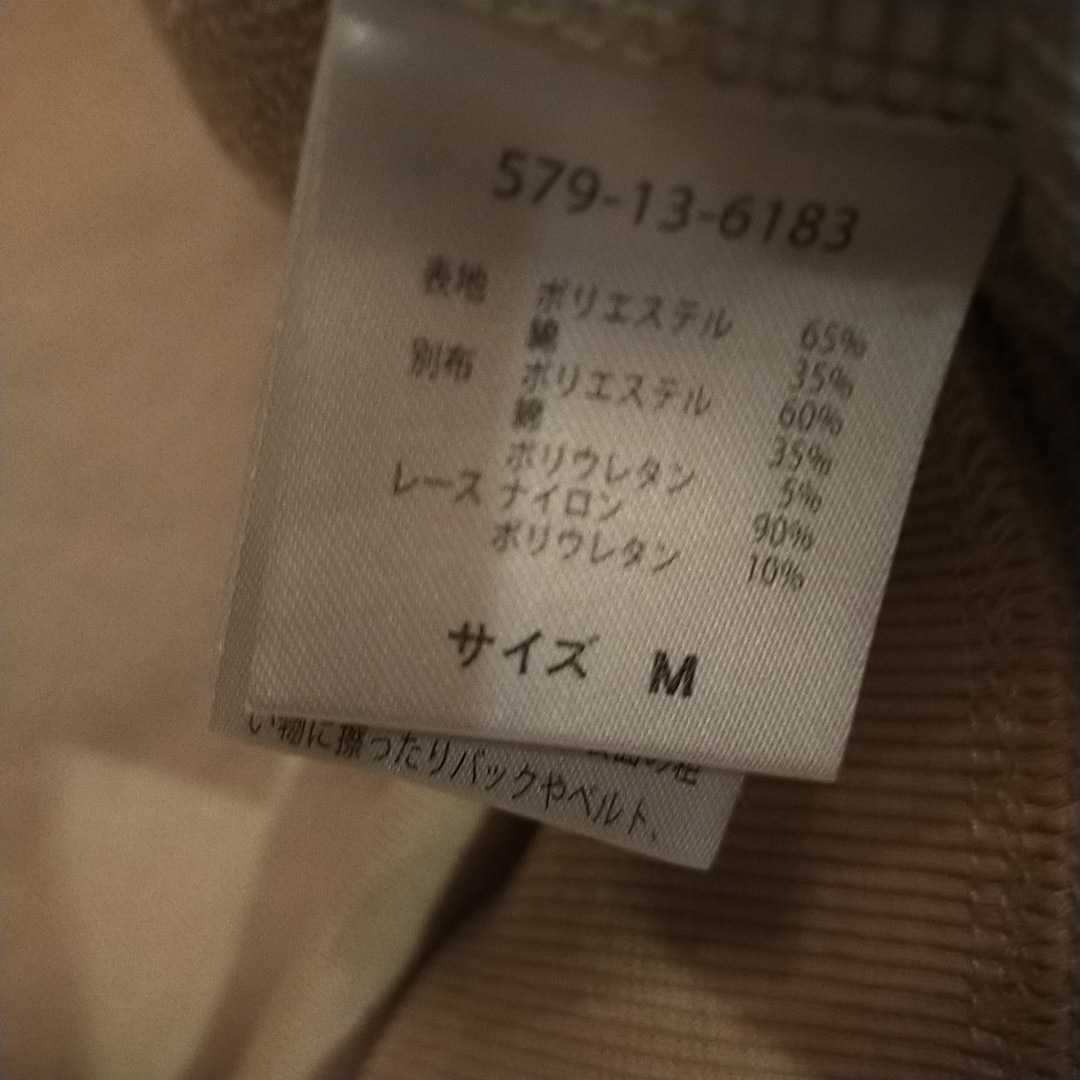 579-13-6183
表地 ポリエステル 65%
綿 35%
別布 ポリエステル 60%
綿 35%
ポリウレタン 5%
レース ナイロン 90%
ポリウレタン 10%
サイズ M
い物に擦ったりバックやベルト、